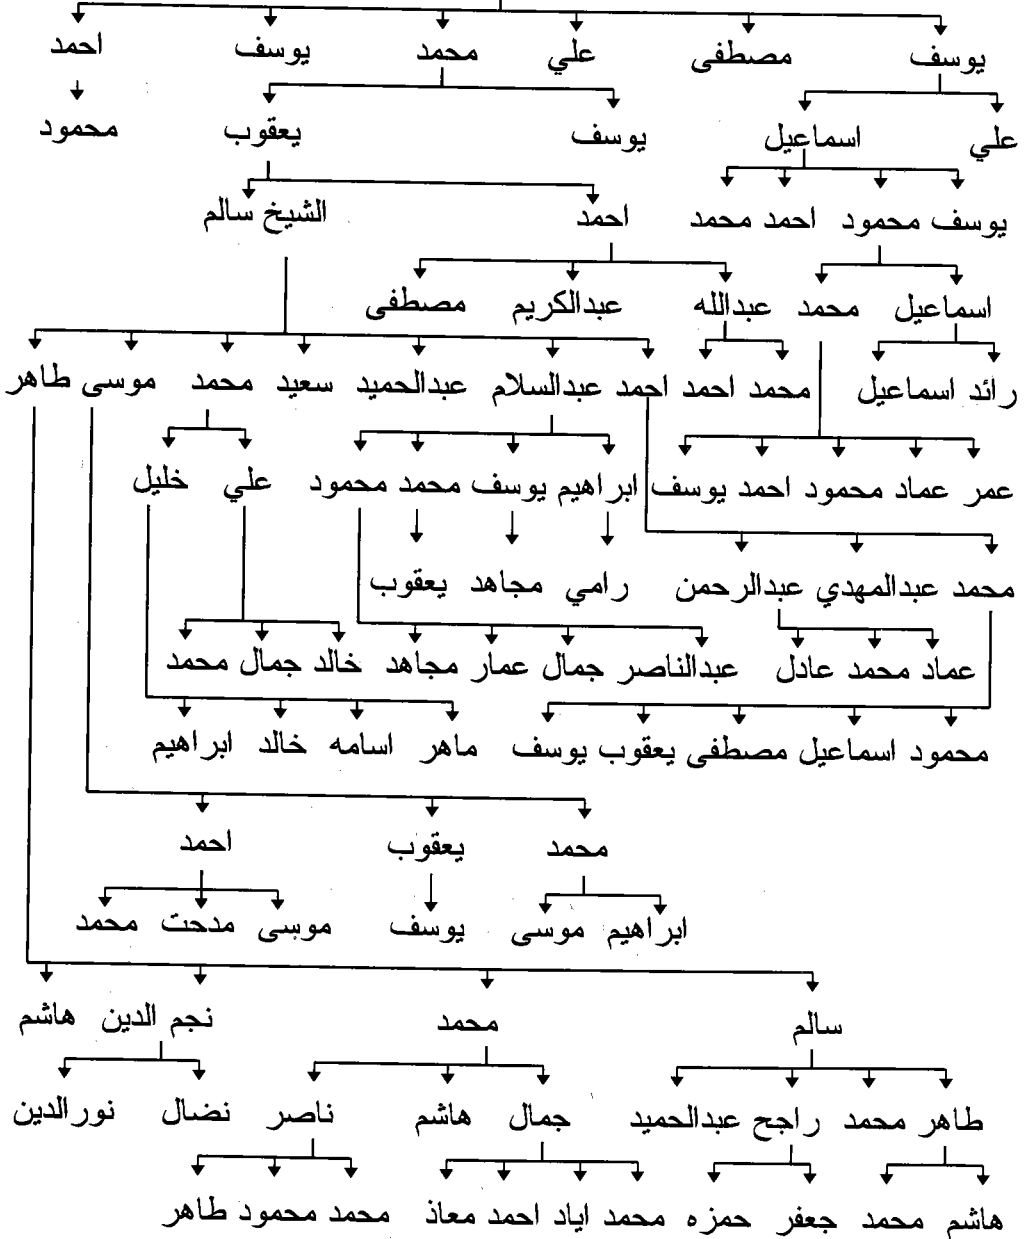 يوسف مصطفى علي محمد يوسف احمد
علي اسماعيل يوسف يعقوب محمود
يوسف محمود احمد محمد احمد الشيخ سالم
اسماعيل محمد عبدالله عبدالكريم مصطفى
رائد اسماعيل محمد احمد احمد عبدالسلام عبدالحميد سعيد محمد موسى طاهر
عمر عماد محمود احمد يوسف ابراهيم يوسف محمد محمود علي خليل
محمد عبدالمهدي عبدالرحمن رامي مجاهد يعقوب
عماد محمد عادل عبدالناصر جمال عمار مجاهد خالد جمال محمد
محمود اسماعيل مصطفى يعقوب يوسف ماهر اسامه خالد ابراهيم
محمد يعقوب احمد
ابراهيم موسى يوسف موسى مدحت محمد
سالم محمد نجم الدين هاشم
طاهر محمد راجح عبدالحميد جمال هاشم ناصر نضال نورالدين
هاشم محمد جعفر حمزه محمد اياد احمد معاذ محمد محمود طاهر